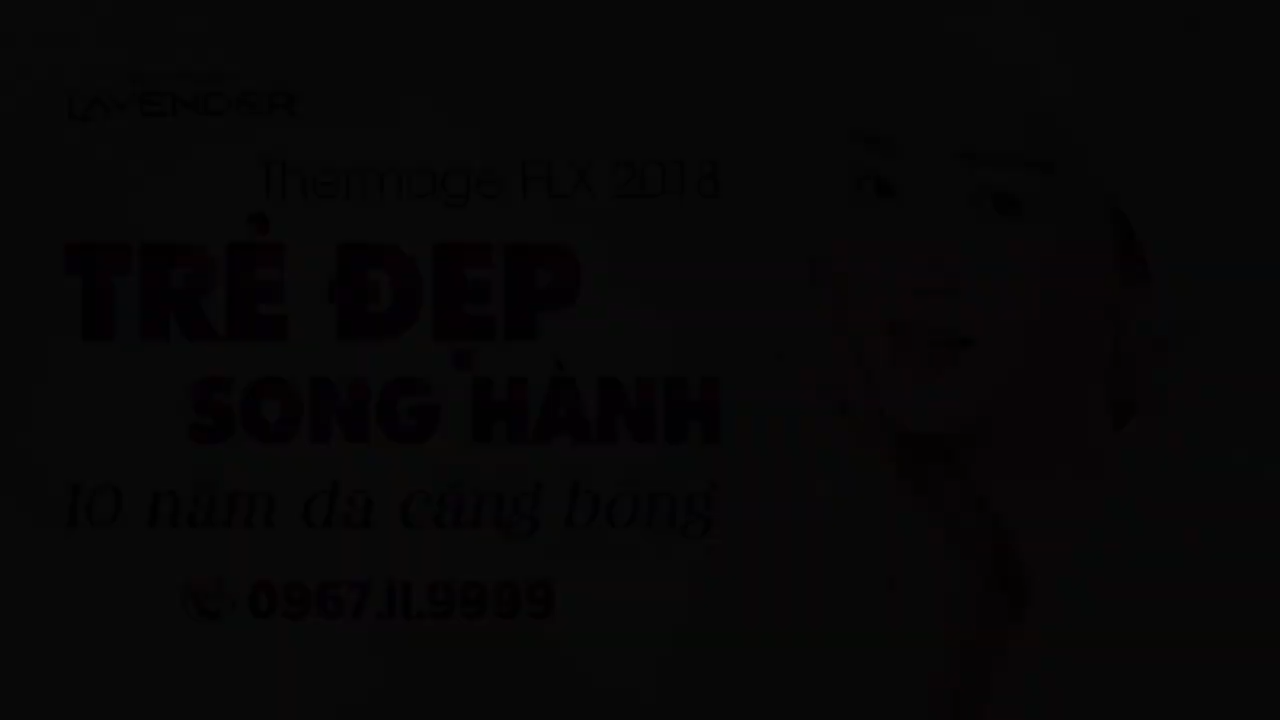 LAVENDER
Thermage FLX 2018
TRẺ ĐẸP
SONG HÀNH
10 năm da căng bóng
0967.11.9999